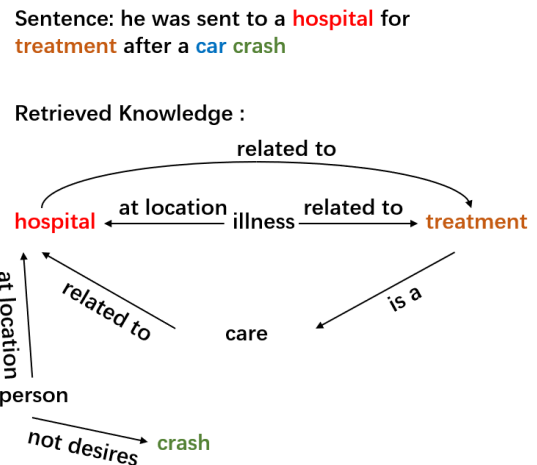 Sentence: he was sent to a hospital for
treatment after a car crash
Retrieved Knowledge :
related to
hospital at location illness related to treatment
related to
is a
care
at location
person
not desires
crash